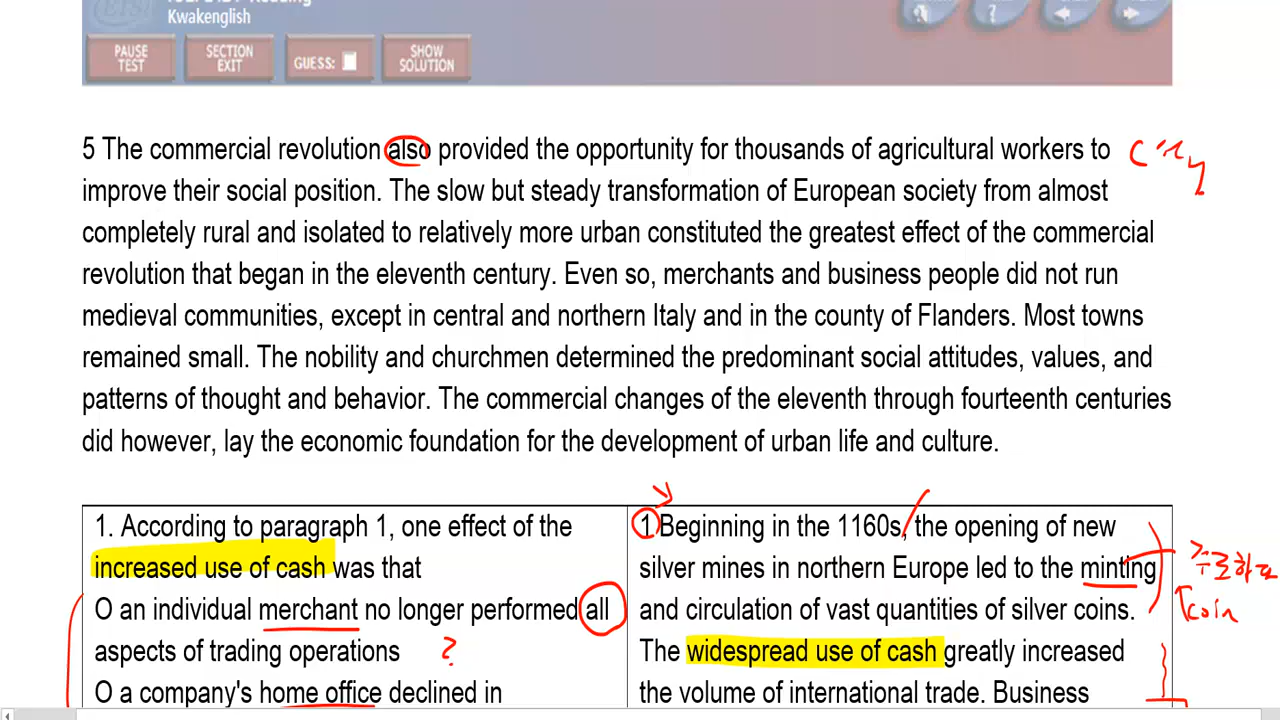 Kwakenglish
PAUSE TEST
SECTION EXIT
GUESS:
SHOW SOLUTION
5 The commercial revolution also provided the opportunity for thousands of agricultural workers to
improve their social position. The slow but steady transformation of European society from almost
completely rural and isolated to relatively more urban constituted the greatest effect of the commercial
revolution that began in the eleventh century. Even so, merchants and business people did not run
medieval communities, except in central and northern Italy and in the county of Flanders. Most towns
remained small. The nobility and churchmen determined the predominant social attitudes, values, and
patterns of thought and behavior. The commercial changes of the eleventh through fourteenth centuries
did however, lay the economic foundation for the development of urban life and culture.
1. According to paragraph 1, one effect of the
increased use of cash was that
O an individual merchant no longer performed all
aspects of trading operations ?
O a company's home office declined in
1 Beginning in the 1160s, the opening of new
silver mines in northern Europe led to the minting
and circulation of vast quantities of silver coins.
The widespread use of cash greatly increased
the volume of international trade. Business
주로하다
coin